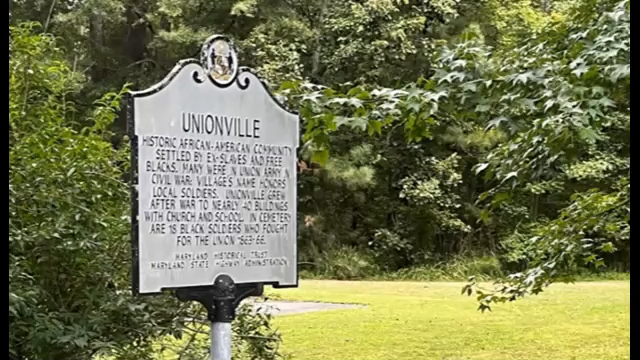 UNIONVILLE
HISTORIC AFRICAN-AMERICAN COMMUNITY
SETTLED BY EX-SLAVES AND FREE
BLACKS. MANY WERE IN UNION ARMY IN
CIVIL WAR; VILLAGE'S NAME HONORS
LOCAL SOLDIERS. UNIONVILLE GREW
AFTER WAR TO NEARLY 40 BUILDINGS
WITH CHURCH AND SCHOOL. IN CEMETERY
ARE 18 BLACK SOLDIERS WHO FOUGHT
FOR THE UNION 1863-66.
MARYLAND HISTORICAL TRUST
MARYLAND STATE HIGHWAY ADMINISTRATION